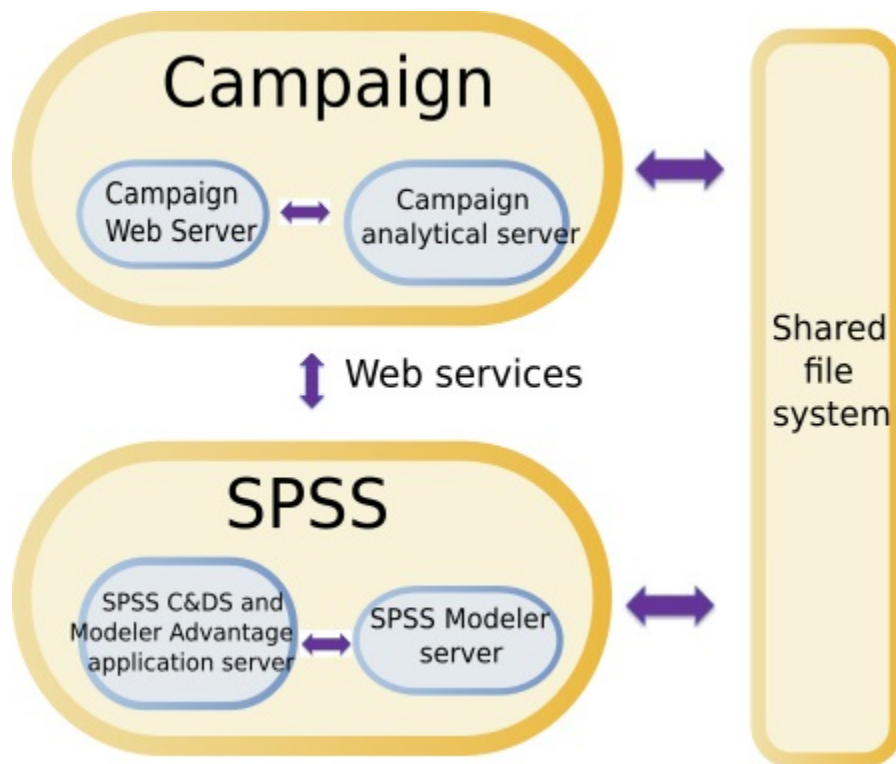 Campaign
Campaign
Web Server
Campaign
analytical server
Web services
Shared
file
system
SPSS
SPSS C&DS and
Modeler Advantage
application server
SPSS Modeler
server